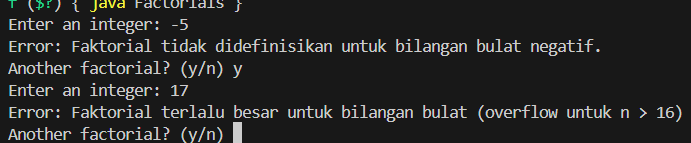 f ($?) { java Factorials }
Enter an integer: -5
Error: Faktorial tidak didefinisikan untuk bilangan bulat negatif.
Another factorial? (y/n) y
Enter an integer: 17
Error: Faktorial terlalu besar untuk bilangan bulat (overflow untuk n > 16)
Another factorial? (y/n)